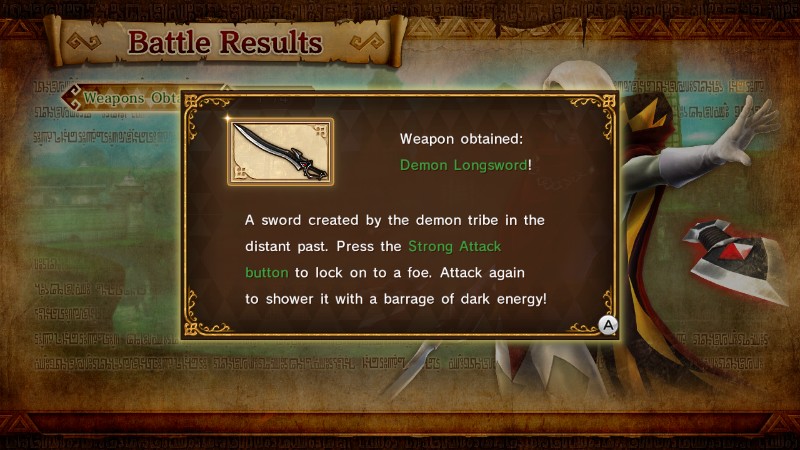 Battle Results
Weapons
Weapon obtained:
Demon Longsword!
A sword created by the demon tribe in the
distant past. Press the Strong Attack
button to lock on to a foe. Attack again
to shower it with a barrage of dark energy!
A